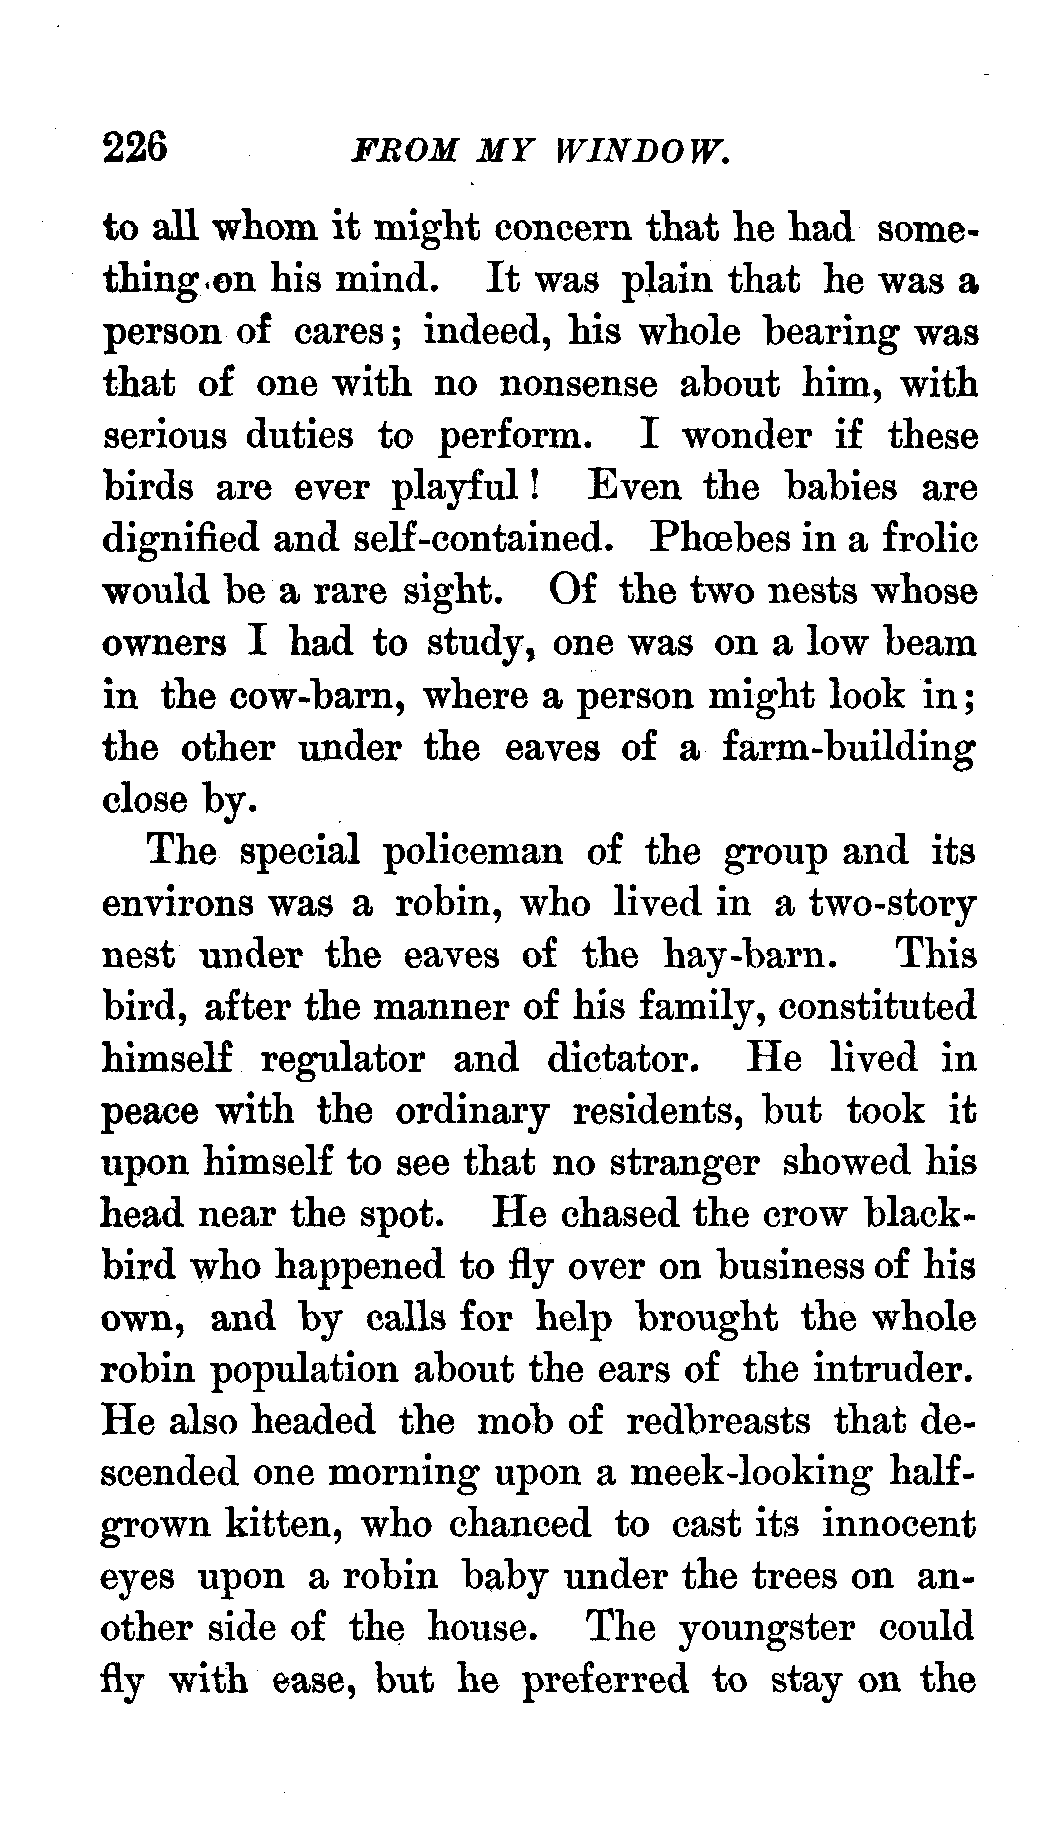 226 FROM MY WINDOW.
to all whom it might concern that he had some-
thing on his mind. It was plain that he was a
person of cares; indeed, his whole bearing was
that of one with no nonsense about him, with
serious duties to perform. I wonder if these
birds are ever playful! Even the babies are
dignified and self-contained. Phœbes in a frolic
would be a rare sight. Of the two nests whose
owners I had to study, one was on a low beam
in the cow-barn, where a person might look in;
the other under the eaves of a farm-building
close by.
The special policeman of the group and its
environs was a robin, who lived in a two-story
nest under the eaves of the hay-barn. This
bird, after the manner of his family, constituted
himself regulator and dictator. He lived in
peace with the ordinary residents, but took it
upon himself to see that no stranger showed his
head near the spot. He chased the crow black-
bird who happened to fly over on business of his
own, and by calls for help brought the whole
robin population about the ears of the intruder.
He also headed the mob of redbreasts that de-
scended one morning upon a meek-looking half-
grown kitten, who chanced to cast its innocent
eyes upon a robin baby under the trees on an-
other side of the house. The youngster could
fly with ease, but he preferred to stay on the